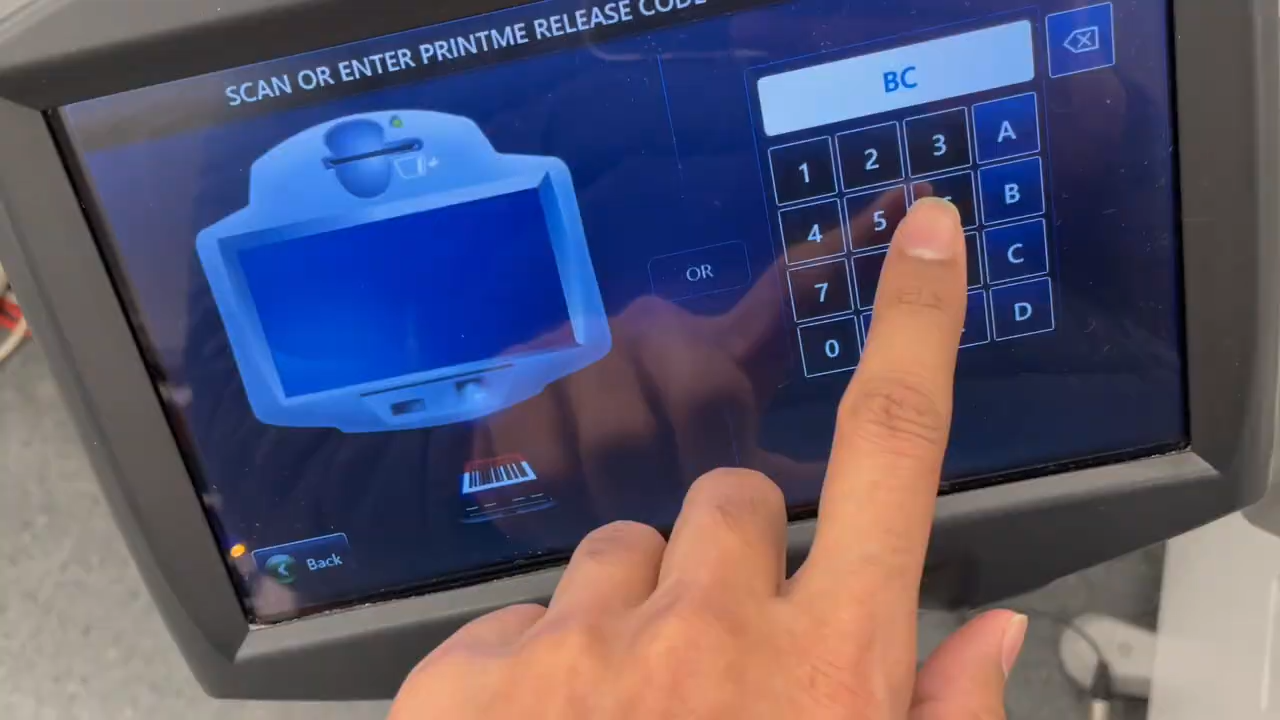 SCAN OR ENTER PRINTME RELEASE CODE
BC
1 2 3 A
4 5 B
7 C
0 D
OR
Back